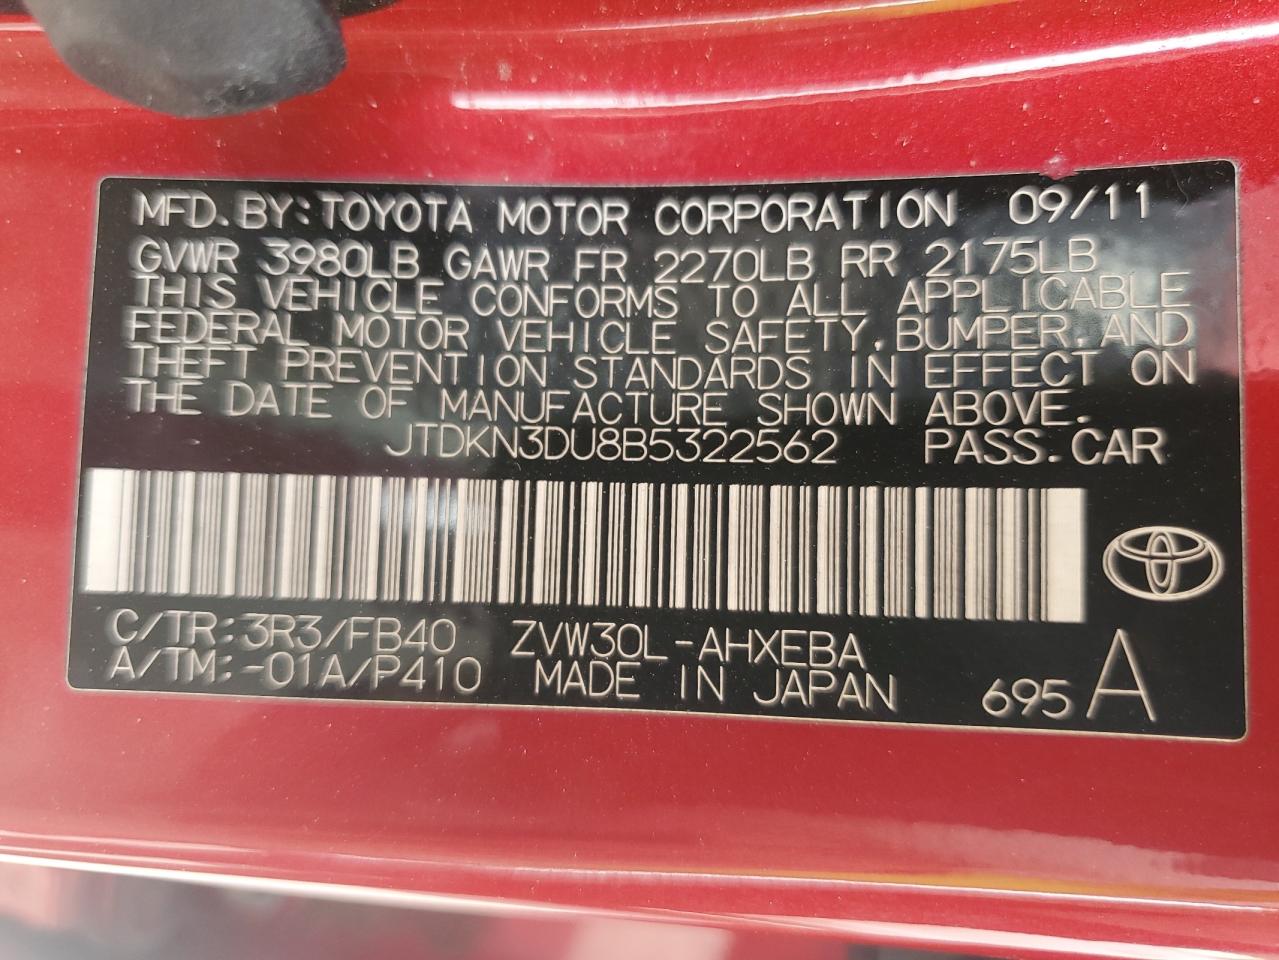 MFD.BY:TOYOTA MOTOR CORPORATION 09/11
GVWR 3980LB GAWR FR 2270LB RR 2175LB
THIS VEHICLE CONFORMS TO ALL APPLICABLE
FEDERAL MOTOR VEHICLE SAFETY,BUMPER,AND
THEFT PREVENTION STANDARDS IN EFFECT ON
THE DATE OF MANUFACTURE SHOWN ABOVE.
JTDKN3DU8B5322562 PASS.CAR
C/TR:3R3/FB40 ZVW30L-AHXEBA
A/TM:-01A/P410 MADE IN JAPAN 695 A